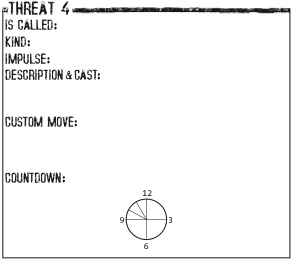 THREAT 4
IS CALLED:
KIND:
IMPULSE:
DESCRIPTION & CAST:
CUSTOM MOVE:
COUNTDOWN:
12
9 3
6